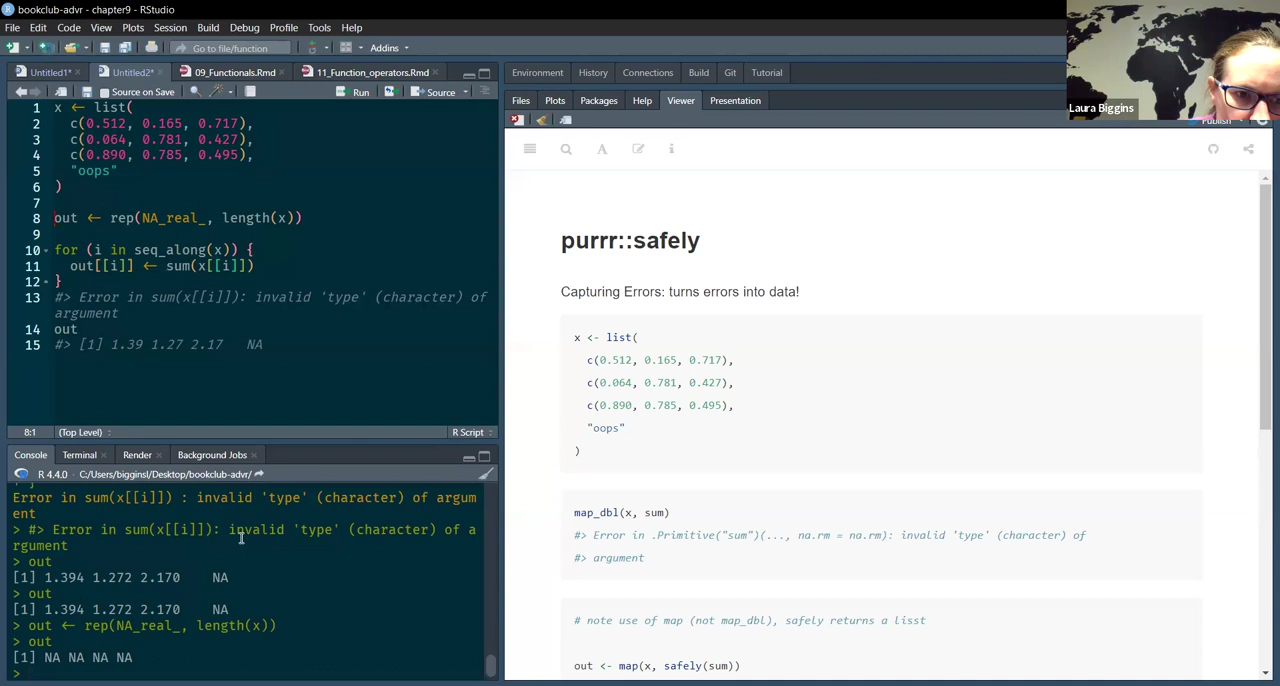 bookclub-advr - chapter9 - RStudio
File Edit Code View Plots Session Build Debug Profile Tools Help
Go to file/function Addins
Untitled1* Untitled2* 09_Functionals.Rmd 11_Function_operators.Rmd
Source on Save Run Source
1 x ← list(
2 c(0.512, 0.165, 0.717),
3 c(0.064, 0.781, 0.427),
4 c(0.890, 0.785, 0.495),
5 "oops"
6 )
7
8 out ← rep(NA_real_, length(x))
9
10 for (i in seq_along(x)) {
11 out[[i]] ← sum(x[[i]])
12 }
13 #> Error in sum(x[[i]]): invalid 'type' (character) of
argument
14 out
15 #> [1] 1.39 1.27 2.17 NA
8:1 (Top Level) R Script
Console Terminal Render Background Jobs
R 4.4.0 · C:/Users/bigginsl/Desktop/bookclub-advr/
Error in sum(x[[i]]) : invalid 'type' (character) of argum
ent
> #> Error in sum(x[[i]]): invalid 'type' (character) of a
rgument
> out
[1] 1.394 1.272 2.170 NA
> out
[1] 1.394 1.272 2.170 NA
> out ← rep(NA_real_, length(x))
> out
[1] NA NA NA NA
>
Environment History Connections Build Git Tutorial
Files Plots Packages Help Viewer Presentation
Publish
Laura Biggins
purrr::safely
Capturing Errors: turns errors into data!
x <- list(
c(0.512, 0.165, 0.717),
c(0.064, 0.781, 0.427),
c(0.890, 0.785, 0.495),
"oops"
)
map_dbl(x, sum)
#> Error in .Primitive("sum")(..., na.rm = na.rm): invalid 'type' (character) of
#> argument
# note use of map (not map_dbl), safely returns a lisst
out <- map(x, safely(sum))